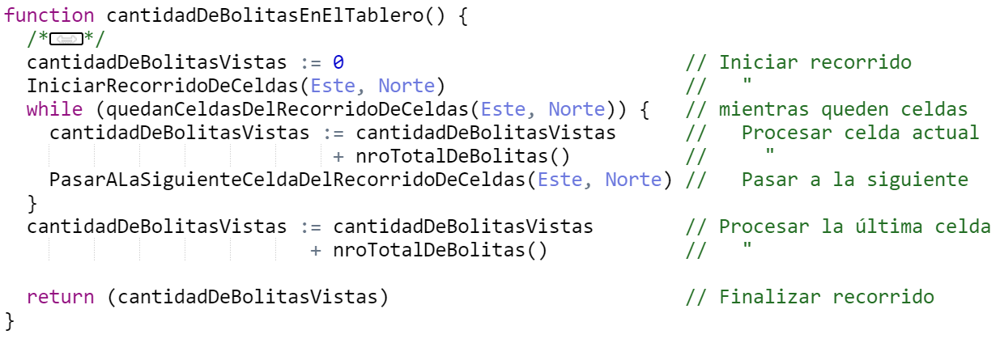 function cantidadDeBolitasEnElTablero() {
  /**/
  cantidadDeBolitasVistas := 0                              // Iniciar recorrido
  IniciarRecorridoDeCeldas(Este, Norte)                     //   "
  while (quedanCeldasDelRecorridoDeCeldas(Este, Norte)) {   // mientras queden celdas
    cantidadDeBolitasVistas := cantidadDeBolitasVistas      //   Procesar celda actual
                             + nroTotalDeBolitas()          //     "
    PasarALaSiguienteCeldaDelRecorridoDeCeldas(Este, Norte) //   Pasar a la siguiente
  }
  cantidadDeBolitasVistas := cantidadDeBolitasVistas        // Procesar la última celda
                           + nroTotalDeBolitas()            //   "
  return (cantidadDeBolitasVistas)                          // Finalizar recorrido
}